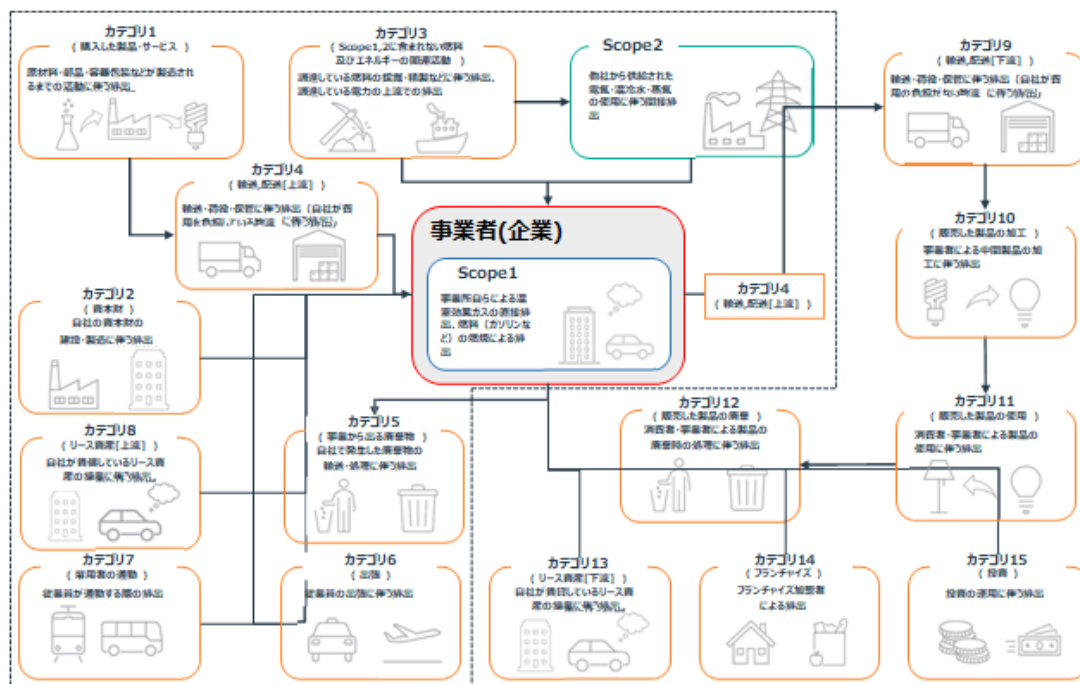 カテゴリ1
( 購入した製品・サービス )
原材料・部品・容器包装などが製造され
るまでの活動に伴う排出
カテゴリ3
( Scope1,2に含まれない燃料
及びエネルギーの関連活動 )
調達している燃料の採掘・精製などに伴う排出、
調達している電力の上流での排出
Scope2
他社から供給された
電気・温冷水・蒸気
の使用に伴う間接排
出
カテゴリ9
( 輸送,配送[下流] )
輸送・荷役・保管に伴う排出（自社が費
用の負担がない物流 に伴う排出）
カテゴリ4
( 輸送,配送[上流] )
輸送・荷役・保管に伴う排出（自社が費
用を負担している物流 に伴う排出）
事業者(企業)
Scope1
事業所自らによる温
室効果ガスの直接排
出、燃料（ガソリンな
ど）の燃焼による排
出
カテゴリ4
( 輸送,配送[上流] )
カテゴリ10
( 販売した製品の加工 )
事業者による中間製品の加
工に伴う排出
カテゴリ2
( 資本財 )
自社の資本財の
建設・製造に伴う排出
カテゴリ8
( リース資産[上流] )
自社が賃借しているリース資
産の操業に伴う排出。
カテゴリ5
( 事業から出る廃棄物 )
自社で発生した廃棄物の
輸送・処理に伴う排出
カテゴリ12
( 販売した製品の廃棄 )
消費者・事業者による製品の
廃棄時の処理に伴う排出
カテゴリ11
( 販売した製品の使用 )
消費者・事業者による製品の
使用に伴う排出
カテゴリ7
( 雇用者の通勤 )
従業員が通勤する際の排出
カテゴリ6
( 出張 )
従業員の出張に伴う排出
カテゴリ13
( リース資産[下流] )
自社が賃貸しているリース資
産の操業に伴う排出。
カテゴリ14
( フランチャイズ )
フランチャイズ加盟者
による排出
カテゴリ15
( 投資 )
投資の運用に伴う排出